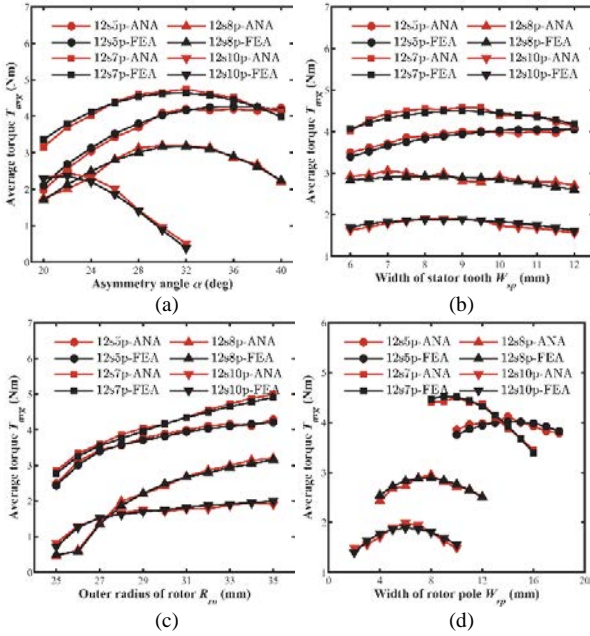 12s5p-ANA 12s8p-ANA
12s5p-FEA 12s8p-FEA
12s7p-ANA 12s10p-ANA
12s7p-FEA 12s10p-FEA
Average torque T_avg (Nm)
7
6
5
4
3
2
1
0
20 24 28 32 36 40
Asymmetry angle α (deg)
(a)
12s5p-ANA 12s8p-ANA
12s5p-FEA 12s8p-FEA
12s7p-ANA 12s10p-ANA
12s7p-FEA 12s10p-FEA
Average torque T_avg (Nm)
6
5
4
3
2
1
6 7 8 9 10 11 12
Width of stator tooth W_sp (mm)
(b)
12s5p-ANA 12s8p-ANA
12s5p-FEA 12s8p-FEA
12s7p-ANA 12s10p-ANA
12s7p-FEA 12s10p-FEA
Average torque T_avg (Nm)
7
6
5
4
3
2
1
0
25 27 29 31 33 35
Outer radius of rotor R_ro (mm)
(c)
12s5p-ANA 12s8p-ANA
12s5p-FEA 12s8p-FEA
12s7p-ANA 12s10p-ANA
12s7p-FEA 12s10p-FEA
Average torque T_avg (Nm)
6
5
4
3
2
1
0 4 8 12 16 20
Width of rotor pole W_rp (mm)
(d)